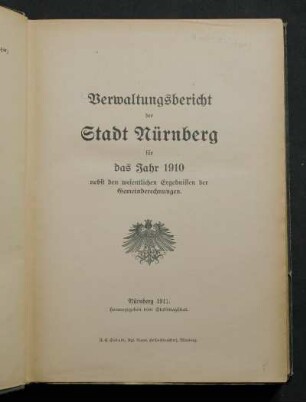 Verwaltungsbericht
der
Stadt Nürnberg
für
das Jahr 1910
nebst den wesentlichen Ergebnissen der
Gemeinderechnungen.
Nürnberg 1911.
Herausgegeben vom Stadtmagistrat.
Nürnberg.